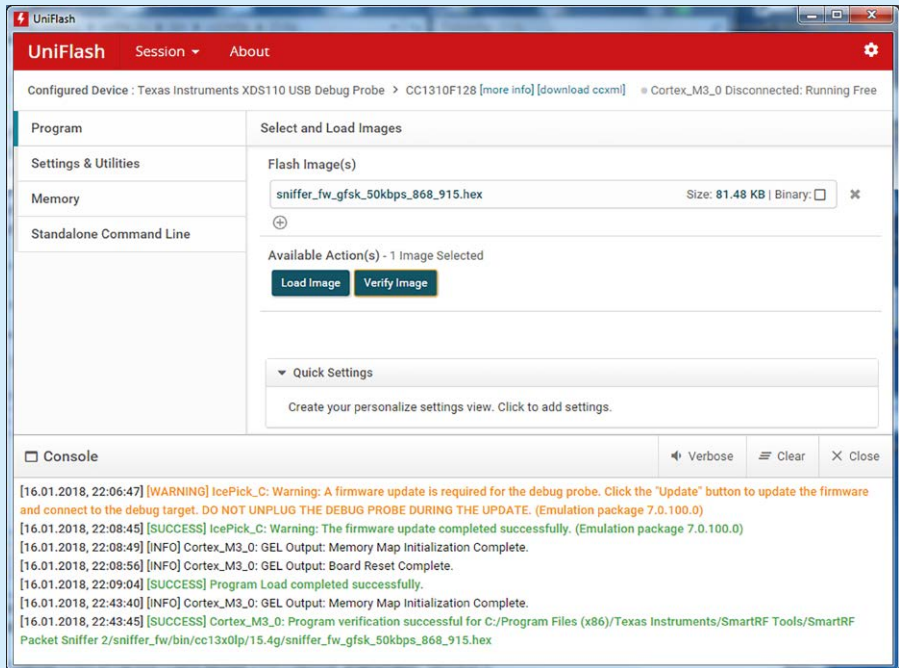 UniFlash
UniFlash Session About
Configured Device : Texas Instruments XDS110 USB Debug Probe > CC1310F128 [more info] [download ccxml] Cortex_M3_0 Disconnected: Running Free
Program
Select and Load Images
Settings & Utilities
Flash Image(s)
Memory
sniffer_fw_gfsk_50kbps_868_915.hex Size: 81.48 KB | Binary:
Standalone Command Line
Available Action(s) - 1 Image Selected
Load Image Verify Image
Quick Settings
Create your personalize settings view. Click to add settings.
Console Verbose Clear Close
[16.01.2018, 22:06:47] [WARNING] IcePick_C: Warning: A firmware update is required for the debug probe. Click the "Update" button to update the firmware
and connect to the debug target. DO NOT UNPLUG THE DEBUG PROBE DURING THE UPDATE. (Emulation package 7.0.100.0)
[16.01.2018, 22:08:45] [SUCCESS] IcePick_C: Warning: The firmware update completed successfully. (Emulation package 7.0.100.0)
[16.01.2018, 22:08:49] [INFO] Cortex_M3_0: GEL Output: Memory Map Initialization Complete.
[16.01.2018, 22:08:56] [INFO] Cortex_M3_0: GEL Output: Board Reset Complete.
[16.01.2018, 22:09:04] [SUCCESS] Program Load completed successfully.
[16.01.2018, 22:43:40] [INFO] Cortex_M3_0: GEL Output: Memory Map Initialization Complete.
[16.01.2018, 22:43:45] [SUCCESS] Cortex_M3_0: Program verification successful for C:/Program Files (x86)/Texas Instruments/SmartRF Tools/SmartRF
Packet Sniffer 2/sniffer_fw/bin/cc13x0lp/15.4g/sniffer_fw_gfsk_50kbps_868_915.hex